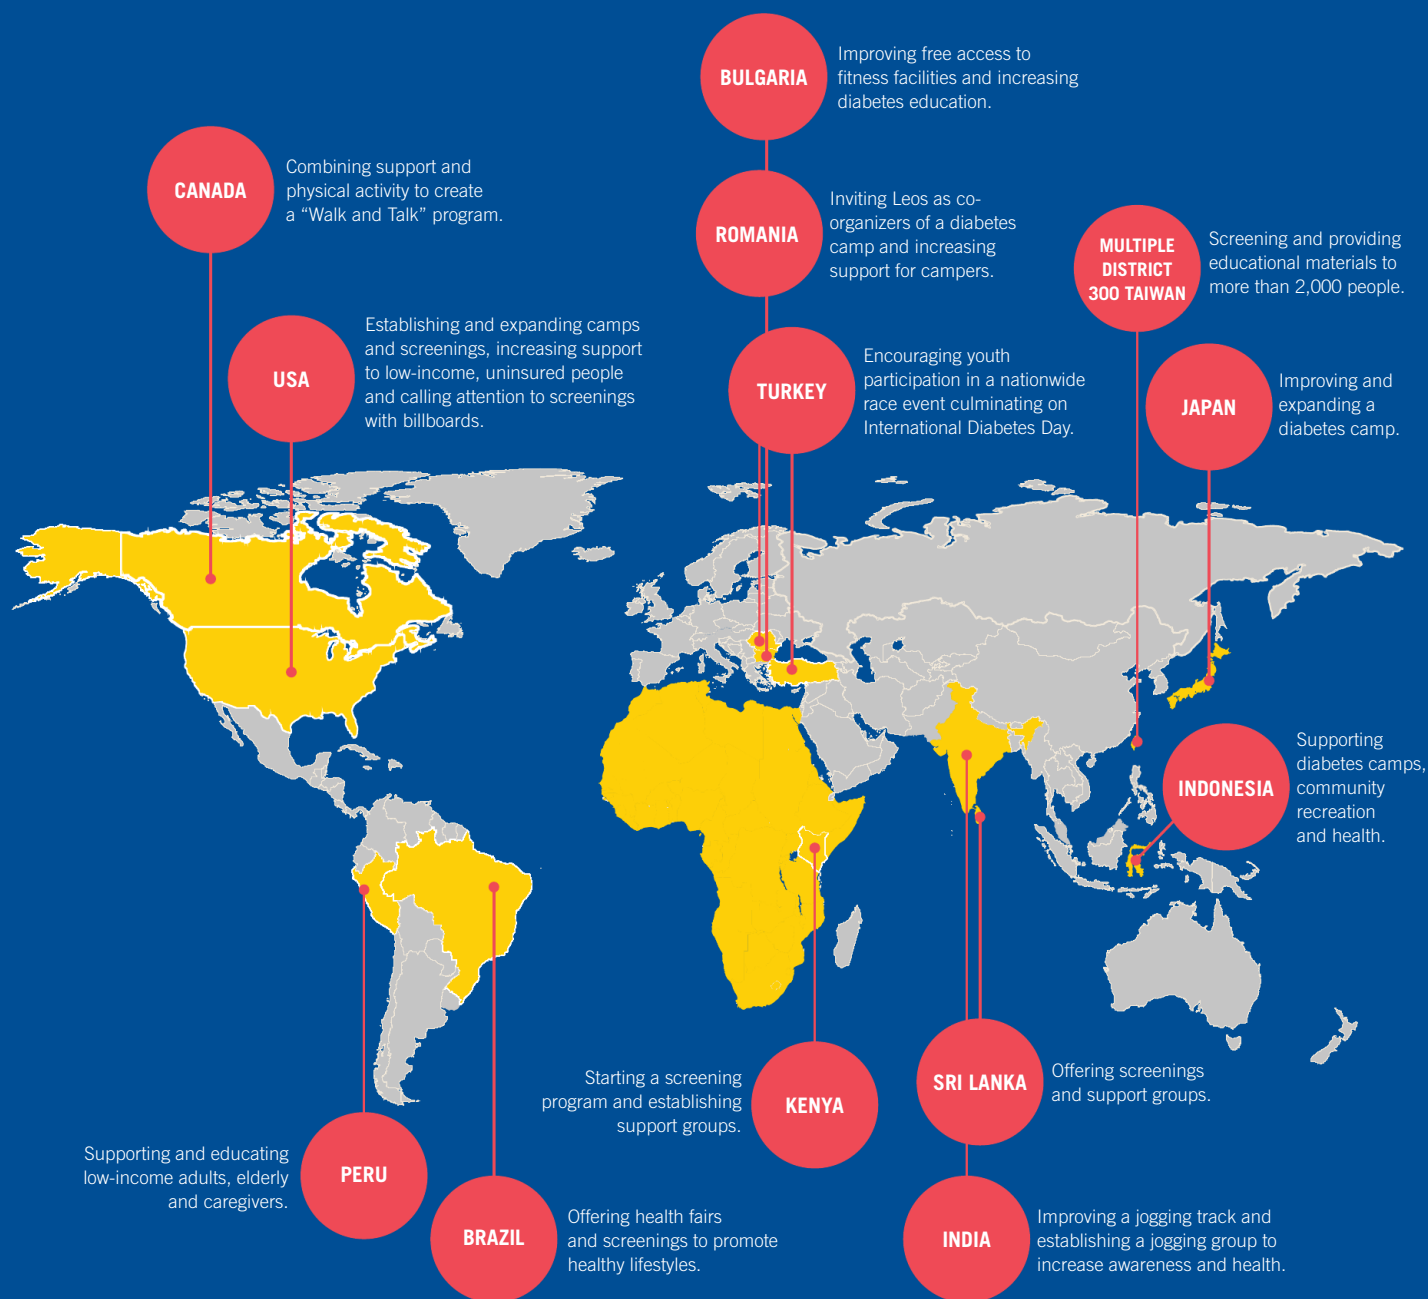 BULGARIA
Improving free access to
fitness facilities and increasing
diabetes education.
CANADA
Combining support and
physical activity to create
a “Walk and Talk” program.
ROMANIA
Inviting Leos as co-
organizers of a diabetes
camp and increasing
support for campers.
MULTIPLE
DISTRICT
300 TAIWAN
Screening and providing
educational materials to
more than 2,000 people.
USA
Establishing and expanding camps
and screenings, increasing support
to low-income, uninsured people
and calling attention to screenings
with billboards.
TURKEY
Encouraging youth
participation in a nationwide
race event culminating on
International Diabetes Day.
JAPAN
Improving and
expanding a
diabetes camp.
INDONESIA
Supporting
diabetes camps,
community
recreation
and health.
Starting a screening
program and establishing
support groups.
KENYA
SRI LANKA
Offering screenings
and support groups.
Supporting and educating
low-income adults, elderly
and caregivers.
PERU
BRAZIL
Offering health fairs
and screenings to promote
healthy lifestyles.
INDIA
Improving a jogging track and
establishing a jogging group to
increase awareness and health.